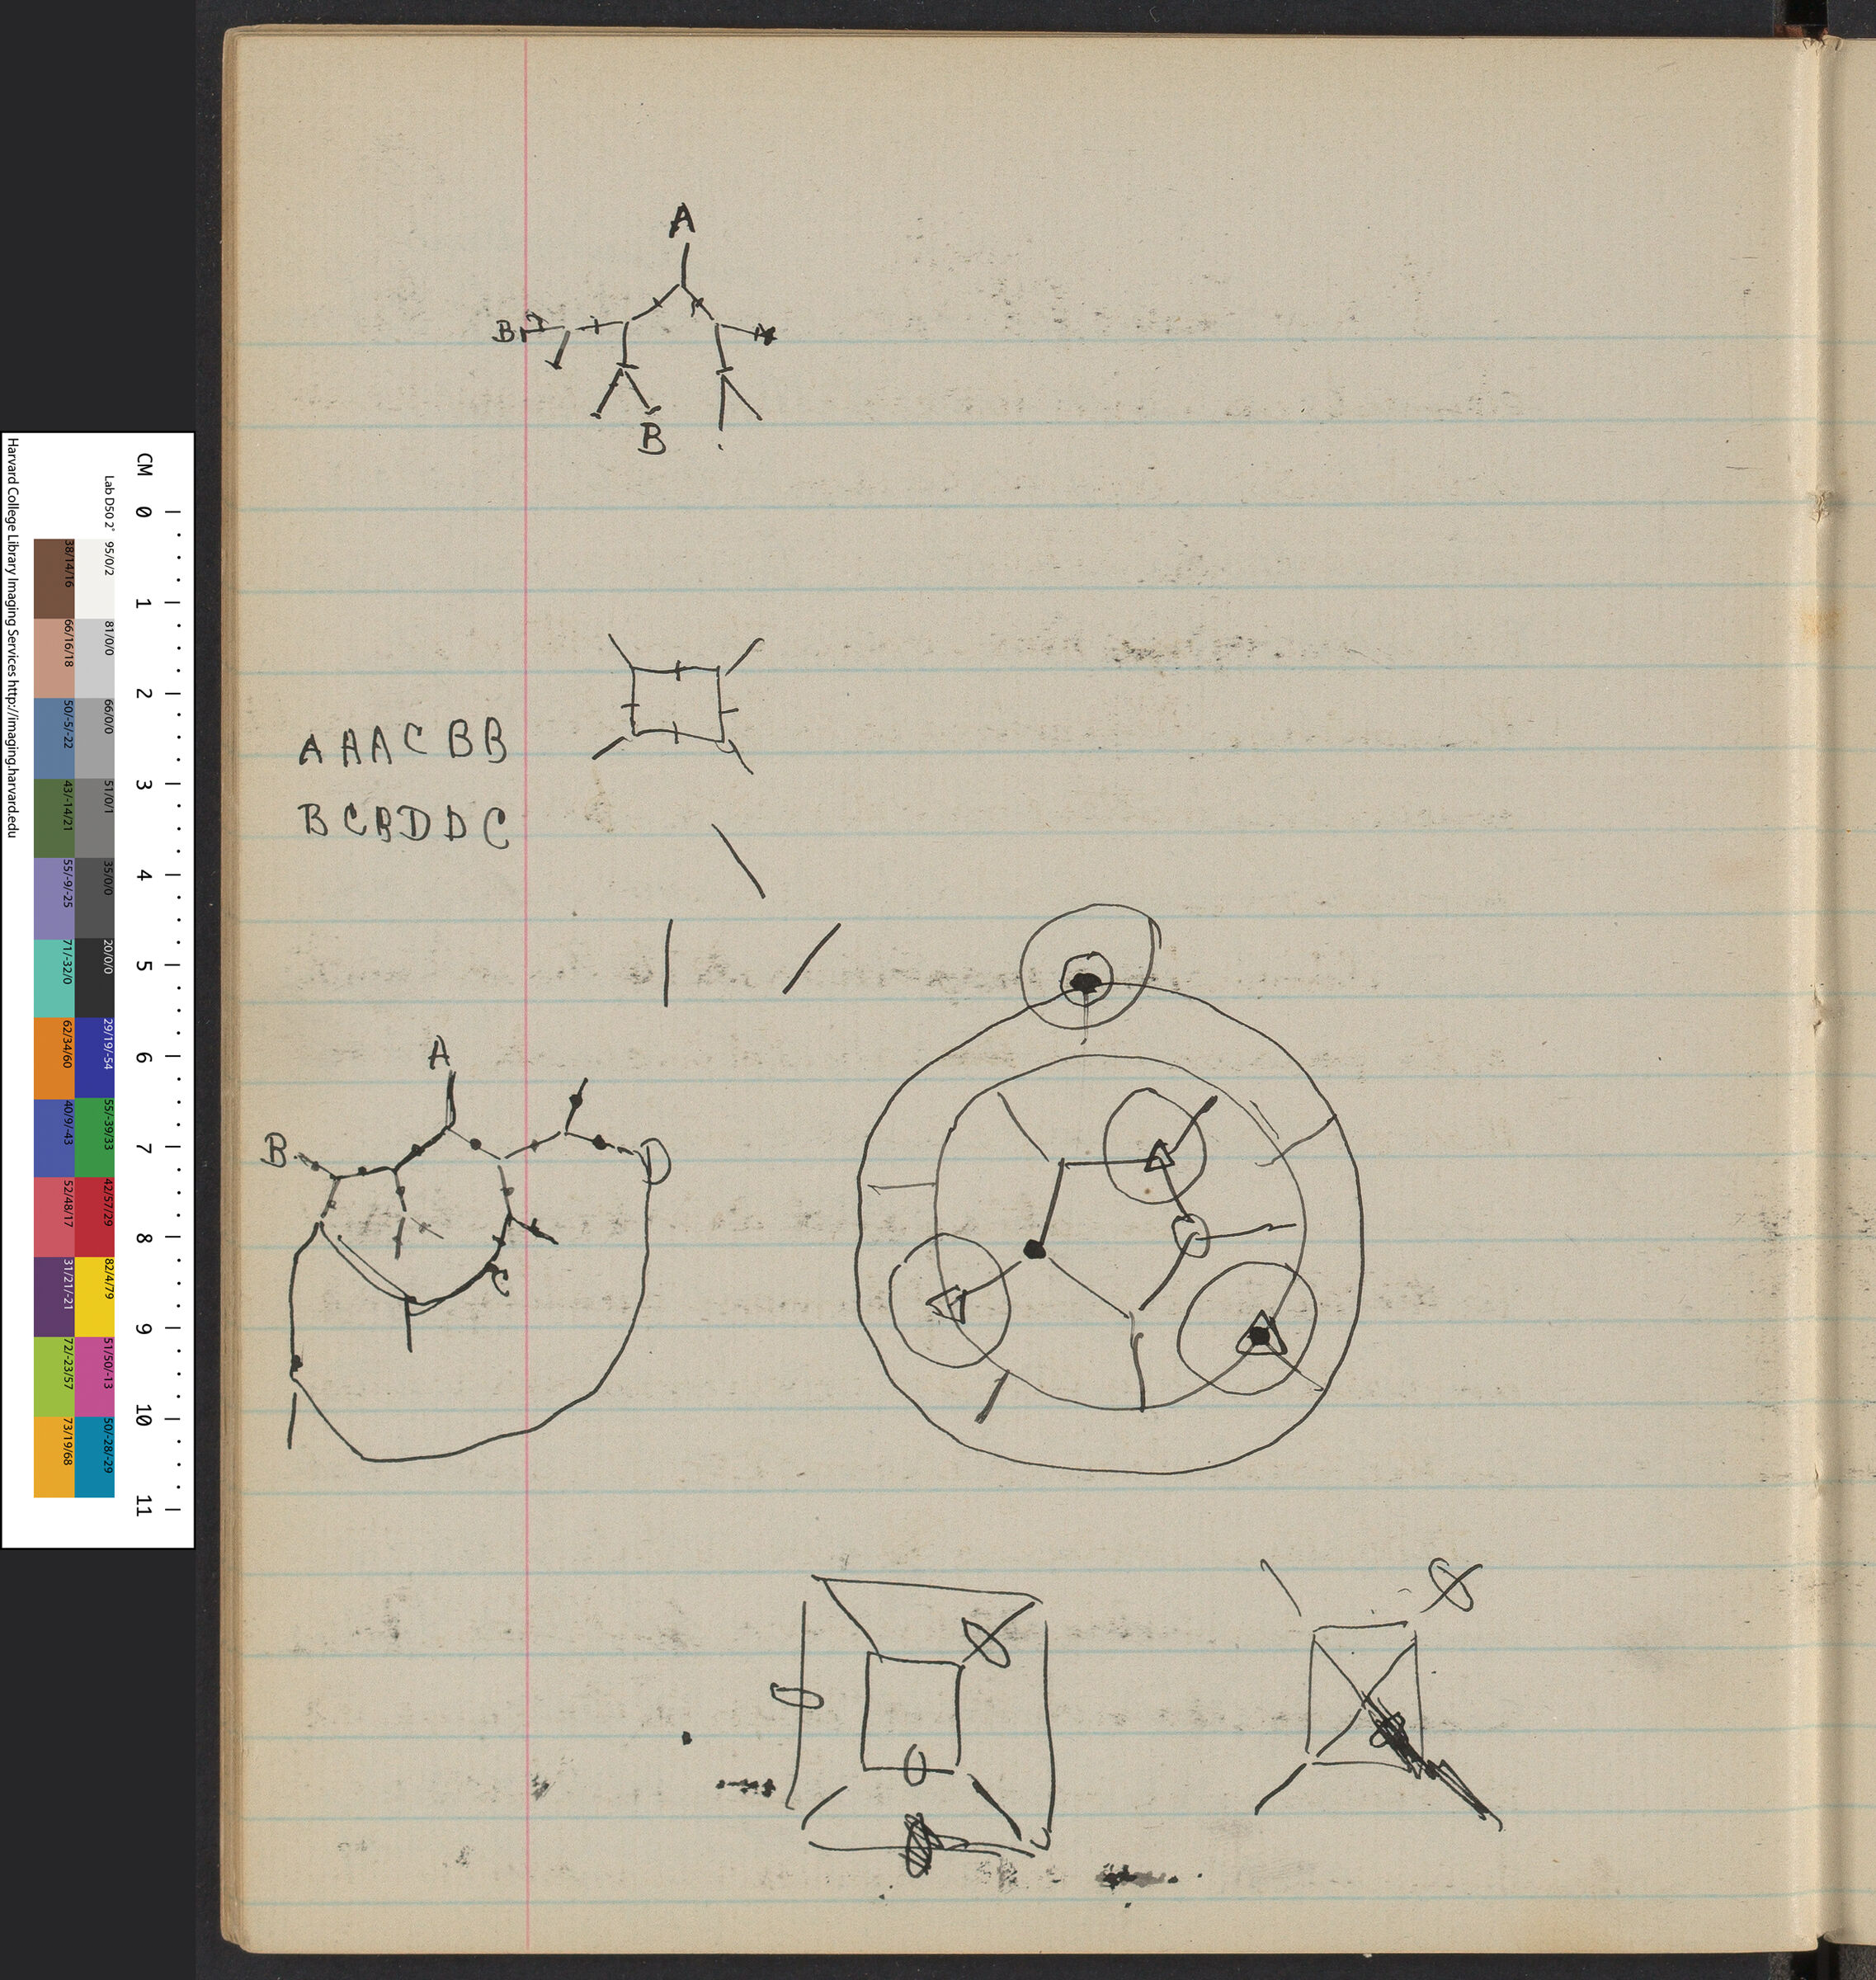 A
B
B
A A A C B B
B C B D D C
A
B
D
C
Harvard College Library Imaging Services http://imaging.harvard.edu
Lab D50 2°
CM 0 1 2 3 4 5 6 7 8 9 10 11
95/0/2 81/0/0 66/0/0 51/0/1 35/0/0 20/0/0 29/19/-54 55/-39/33 42/57/29 82/4/79 51/50/-13 50/-28/-29
38/14/16 66/16/18 50/-5/-22 43/-14/21 55/-9/-25 71/-32/0 62/34/60 40/9/-43 52/48/17 31/21/-21 72/-23/57 73/19/68